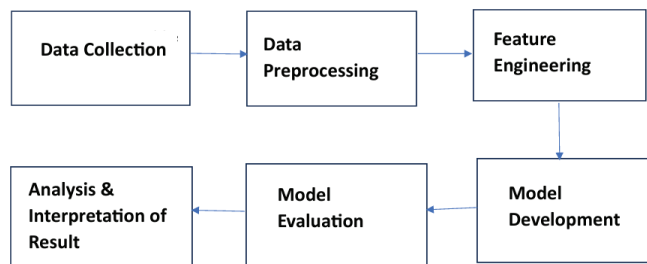 Data Collection
Data
Preprocessing
Feature
Engineering
Model
Development
Model
Evaluation
Analysis &
Interpretation of
Result